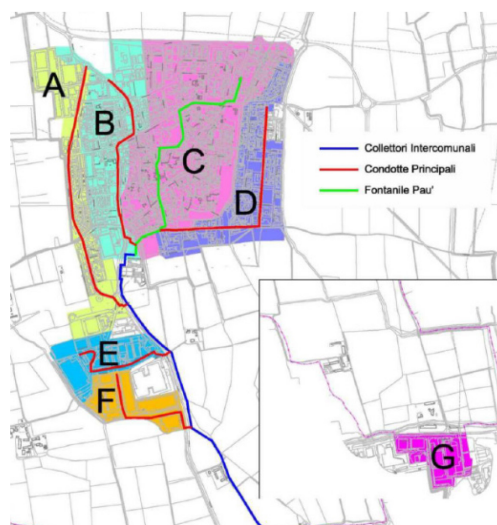 A
B
Collettori Intercomunali
Condotte Principali
C
Fontanile Pau'
D
E
F
G